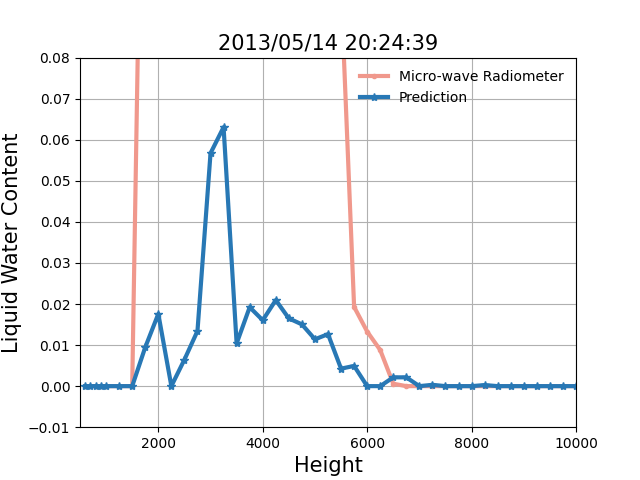 2013/05/14 20:24:39
Micro-wave Radiometer
Prediction
Liquid Water Content
0.08
0.07
0.06
0.05
0.04
0.03
0.02
0.01
0.00
−0.01
2000 4000 6000 8000 10000
Height